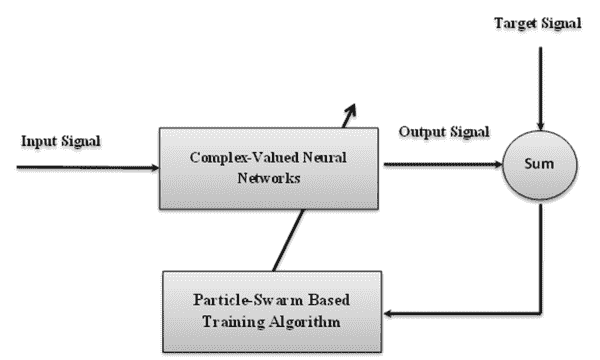 Target Signal
Input Signal
Complex-Valued Neural
Networks
Output Signal
Sum
Particle-Swarm Based
Training Algorithm